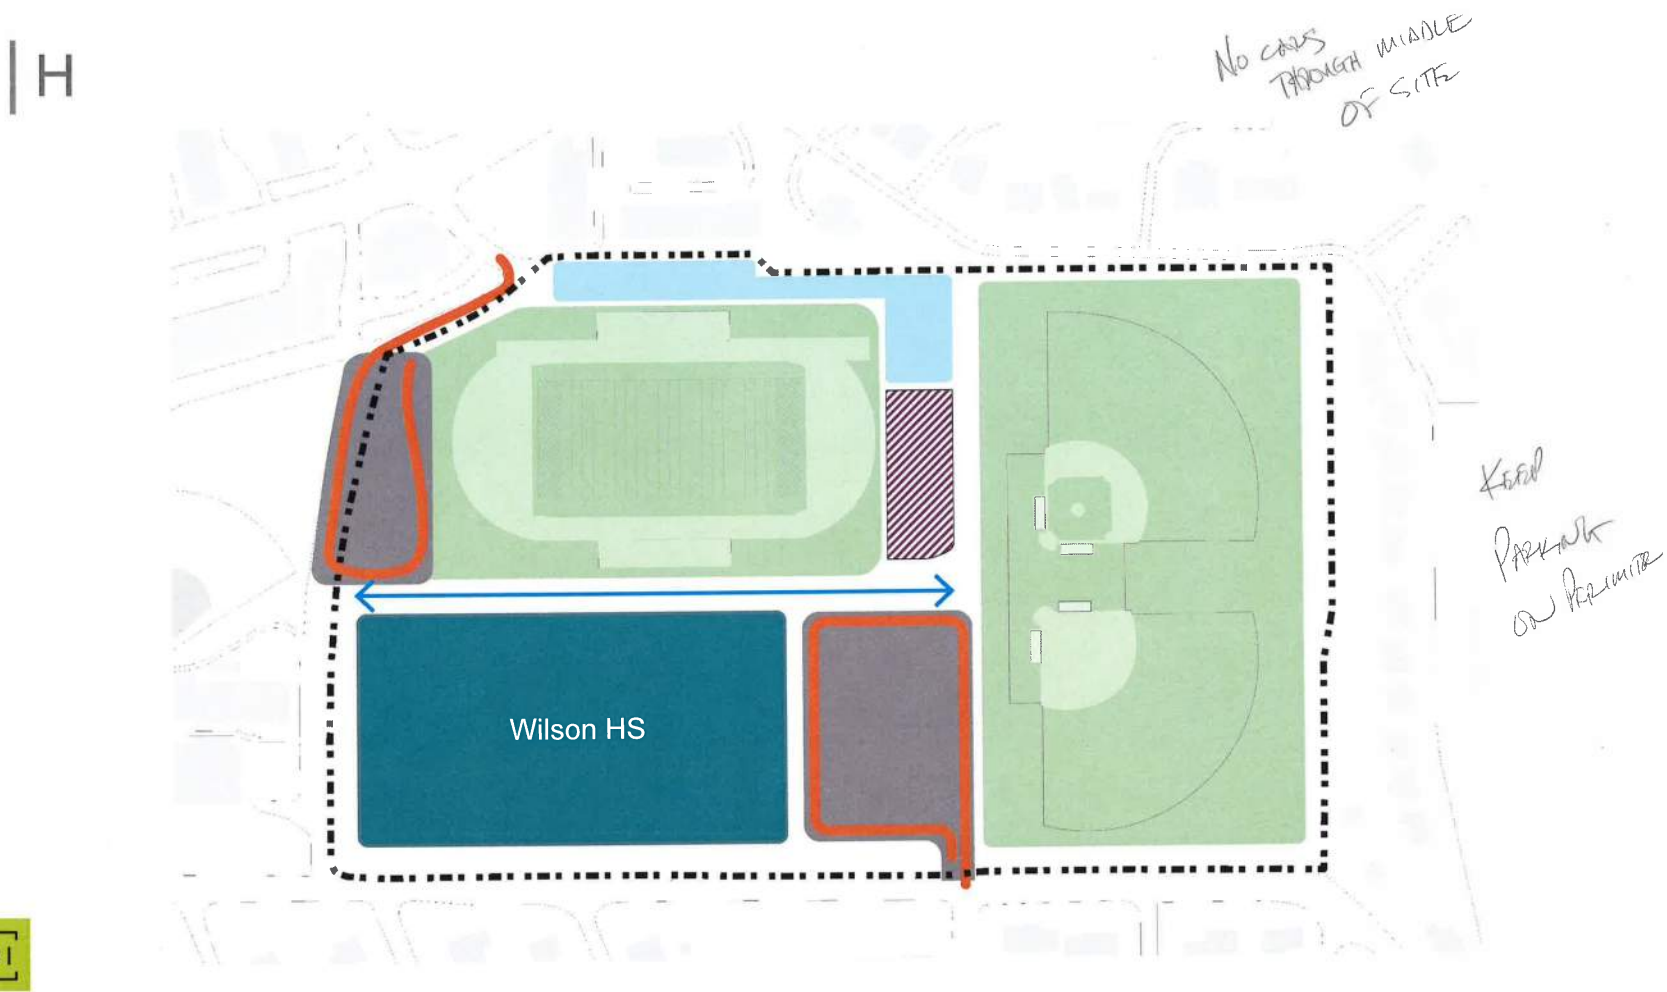 H
NO CARS
THROUGH MIDDLE
OF SITE
KEEP
PARKING
ON PERIMITER
Wilson HS